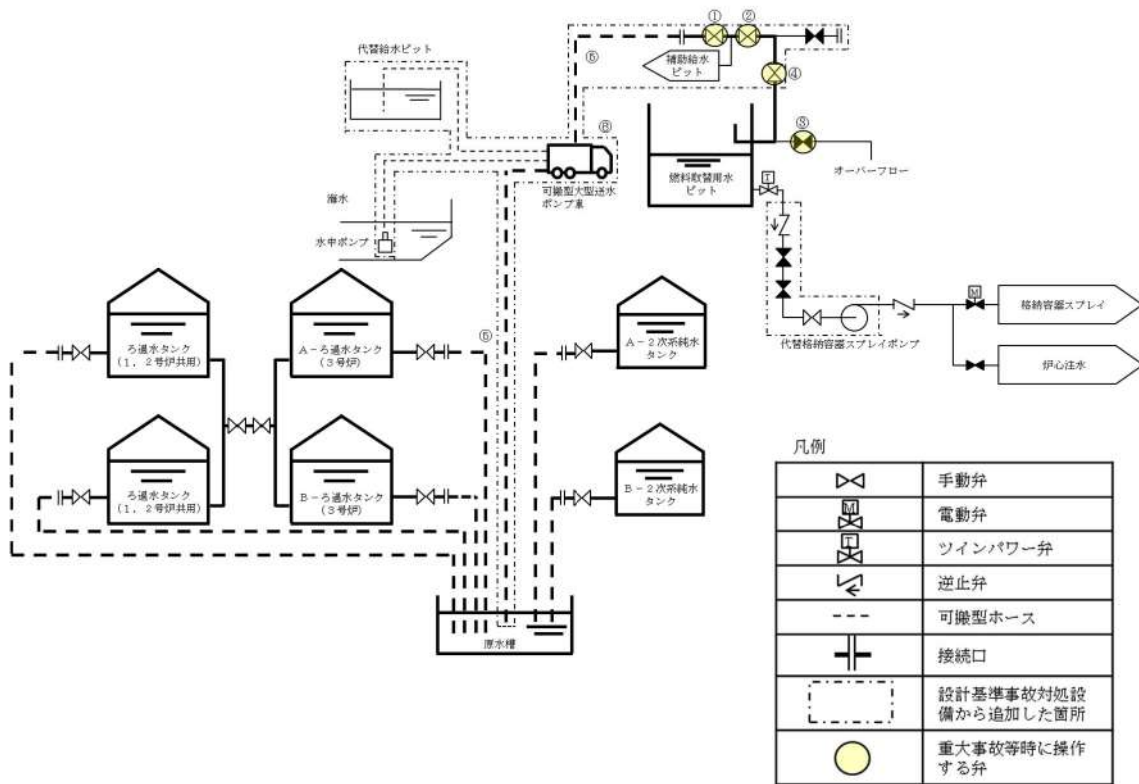 ①
②
代替給水ピット
⑤
補助給水
ピット
④
⑥
③
オーバーフロー
燃料取替用水
ピット
可搬型大型送水
ポンプ車
T
海水
水中ポンプ
M
格納容器スプレイ
代替格納容器スプレイポンプ
炉心注水
ろ過水タンク
(1,2号炉共用)
A-ろ過水タンク
(3号炉)
⑤
A-2次系純水
タンク
ろ過水タンク
(1,2号炉共用)
B-ろ過水タンク
(3号炉)
B-2次系純水
タンク
原水槽
凡例
手動弁
M
電動弁
T
ツインパワー弁
逆止弁
可搬型ホース
接続口
設計基準事故対処設
備から追加した箇所
重大事故等時に操作
する弁